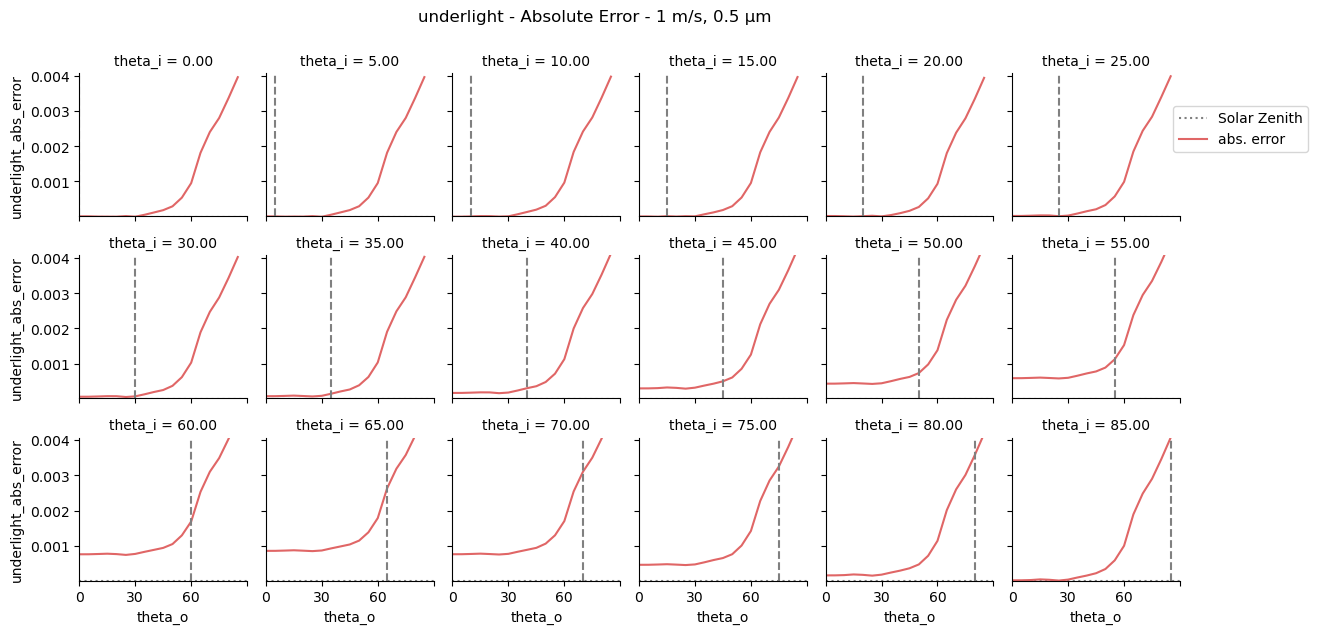 underlight - Absolute Error - 1 m/s, 0.5 μm
theta_i = 0.00 theta_i = 5.00 theta_i = 10.00 theta_i = 15.00 theta_i = 20.00 theta_i = 25.00
underlight_abs_error
0.004
0.003
0.002
0.001
Solar Zenith
abs. error
theta_i = 30.00 theta_i = 35.00 theta_i = 40.00 theta_i = 45.00 theta_i = 50.00 theta_i = 55.00
underlight_abs_error
0.004
0.003
0.002
0.001
theta_i = 60.00 theta_i = 65.00 theta_i = 70.00 theta_i = 75.00 theta_i = 80.00 theta_i = 85.00
underlight_abs_error
0.004
0.003
0.002
0.001
0 30 60 0 30 60 0 30 60 0 30 60 0 30 60 0 30 60
theta_o theta_o theta_o theta_o theta_o theta_o